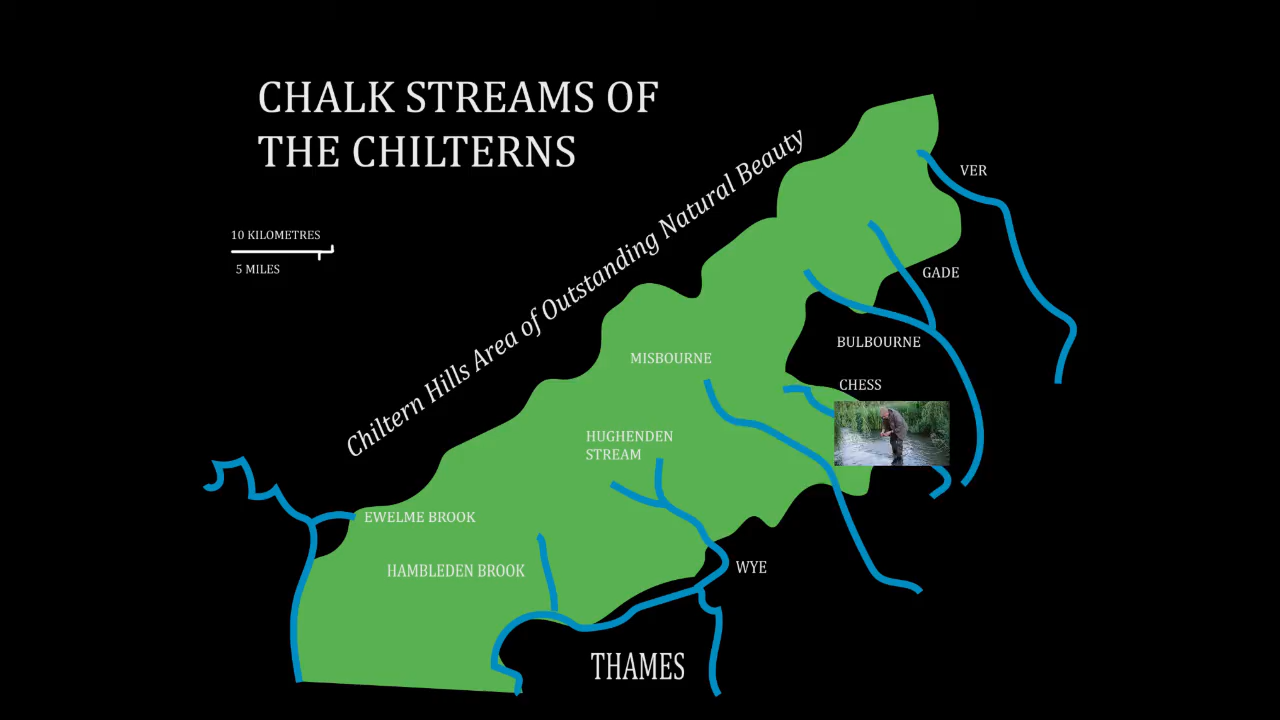 CHALK STREAMS OF
THE CHILTERNS
Chiltern Hills Area of Outstanding Natural Beauty
VER
10 KILOMETRES
5 MILES
GADE
BULBOURNE
MISBOURNE
CHESS
HUGHENDEN
STREAM
EWELME BROOK
HAMBLEDEN BROOK
WYE
THAMES